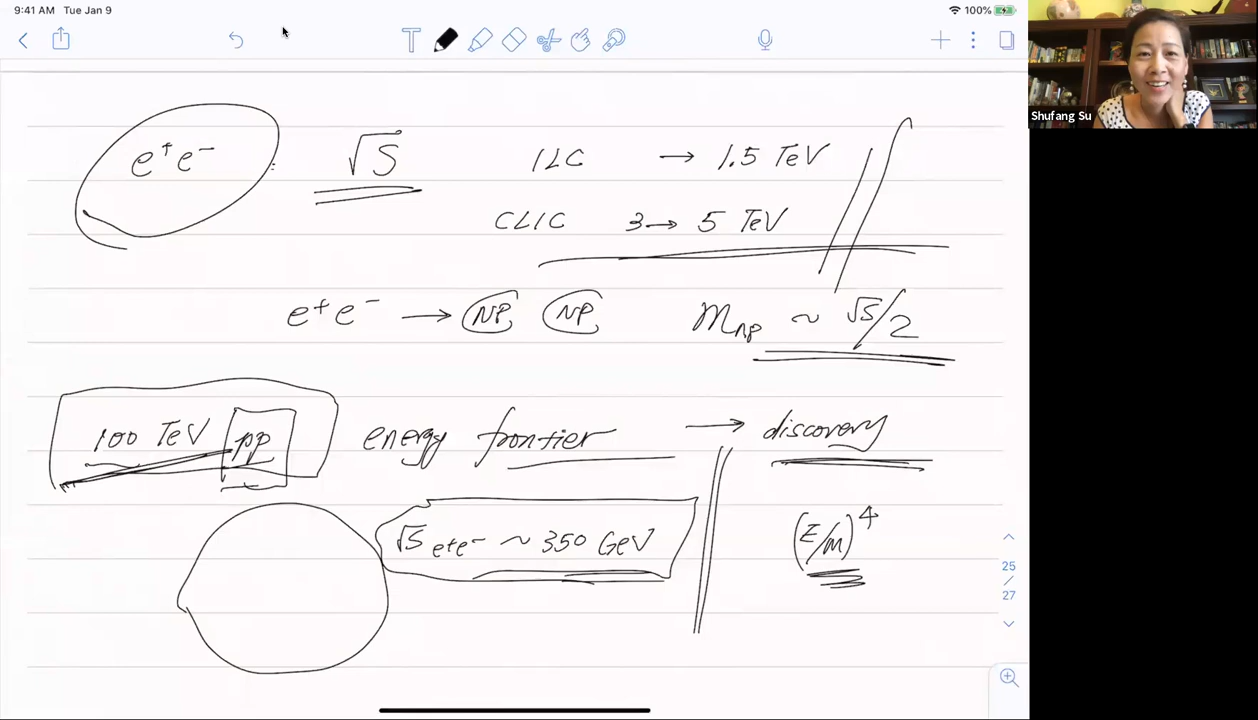 9:41 AM Tue Jan 9
100%
Shufang Su
e⁺e⁻ √S ILC → 1.5 TeV
CLIC 3 → 5 TeV
e⁺e⁻ → NP NP m_NP ~ √S/2
100 TeV pp energy frontier → discovery
√S e⁺e⁻ ~ 350 GeV (E/m)⁴
25
/
27